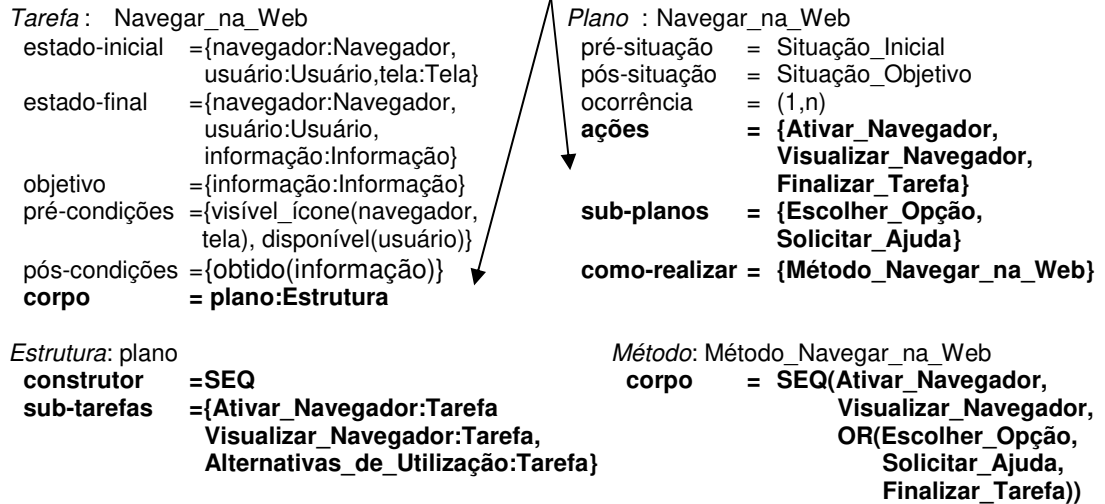 Tarefa : Navegar_na_Web
estado-inicial ={navegador:Navegador,
usuário:Usuário,tela:Tela}
estado-final ={navegador:Navegador,
usuário:Usuário,
informação:Informação}
objetivo ={informação:Informação}
pré-condições ={visível_ícone(navegador,
tela), disponível(usuário)}
pós-condições ={obtido(informação)}
corpo = plano:Estrutura
Plano : Navegar_na_Web
pré-situação = Situação_Inicial
pós-situação = Situação_Objetivo
ocorrência = (1,n)
ações = {Ativar_Navegador,
Visualizar_Navegador,
Finalizar_Tarefa}
sub-planos = {Escolher_Opção,
Solicitar_Ajuda}
como-realizar = {Método_Navegar_na_Web}
Estrutura: plano
construtor =SEQ
sub-tarefas ={Ativar_Navegador:Tarefa
Visualizar_Navegador:Tarefa,
Alternativas_de_Utilização:Tarefa}
Método: Método_Navegar_na_Web
corpo = SEQ(Ativar_Navegador,
Visualizar_Navegador,
OR(Escolher_Opção,
Solicitar_Ajuda,
Finalizar_Tarefa))